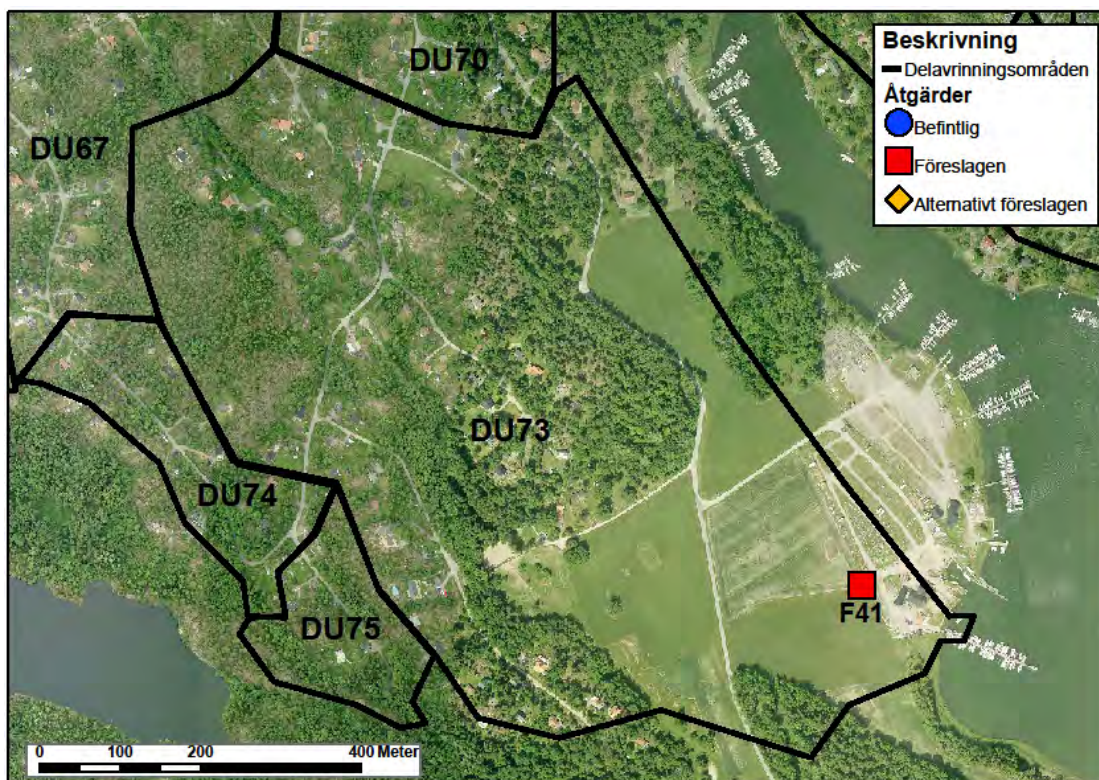 DU70
DU67
DU73
DU74
DU75
F41
Beskrivning
Delavrinningsområden
Åtgärder
Befintlig
Föreslagen
Alternativt föreslagen
0 100 200 400 Meter